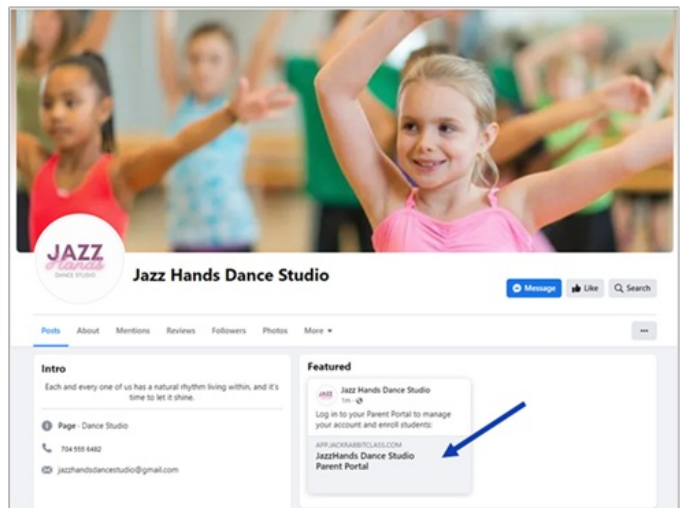 JAZZ
Hands
DANCE STUDIO
Jazz Hands Dance Studio
Message
Like
Search
Posts
About
Mentions
Reviews
Followers
Photos
More
Intro
Each and every one of us has a natural rhythm living within, and it's
time to let it shine.
Page · Dance Studio
704 555 6482
jazzhandsdancestudio@gmail.com
Featured
Jazz Hands Dance Studio
1m ·
Log in to your Parent Portal to manage
your account and enroll students:
APP.JACKRABBITCLASS.COM
JazzHands Dance Studio
Parent Portal